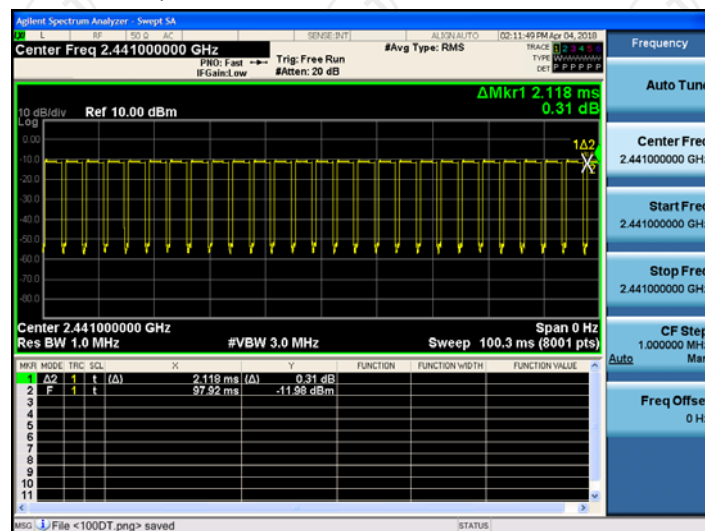 Agilent Spectrum Analyzer - Swept SA
L RF 50 Ω AC SENSE:INT ALIGNAUTO 02:11:49 PM Apr 04, 2018
Center Freq 2.441000000 GHz
PNO: Fast
IFGain:Low
Trig: Free Run
#Atten: 20 dB
#Avg Type: RMS
TRACE 1 2 3 4 5 6
TYPE W
DET P P P P P P
ΔMkr1 2.118 ms
0.31 dB
10 dB/div Ref 10.00 dBm
Log
0.00
-10.0
-20.0
-30.0
-40.0
-50.0
-60.0
-70.0
-80.0
1Δ2
Center 2.441000000 GHz Span 0 Hz
Res BW 1.0 MHz #VBW 3.0 MHz Sweep 100.3 ms (8001 pts)
MKR MODE TRC SCL X Y FUNCTION FUNCTION WIDTH FUNCTION VALUE
1 Δ2 1 t (Δ) 2.118 ms (Δ) 0.31 dB
2 F 1 t 97.92 ms -11.98 dBm
3
4
5
6
7
8
9
10
11
MSG File <100DT.png> saved STATUS
Frequency
Auto Tune
Center Freq
2.441000000 GHz
Start Freq
2.441000000 GH
Stop Freq
2.441000000 GH
CF Step
1.000000 MH
Auto Man
Freq Offse
0 H